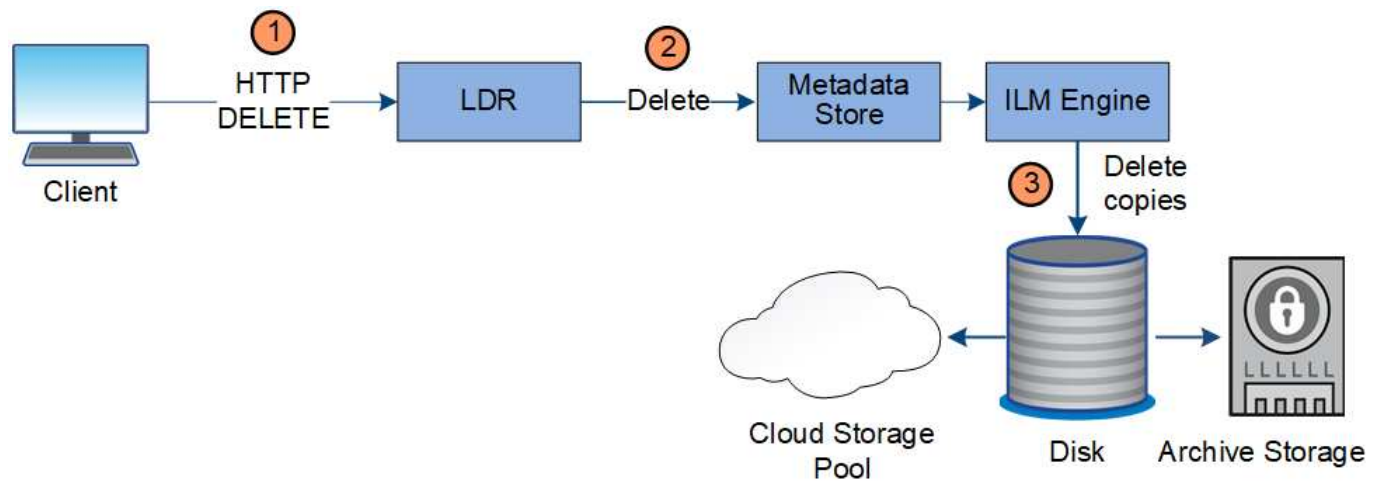 1
HTTP
DELETE
LDR
2
Delete
Metadata
Store
ILM Engine
Client
3
Delete
copies
LLLLLL
Cloud Storage
Pool
Disk
Archive Storage